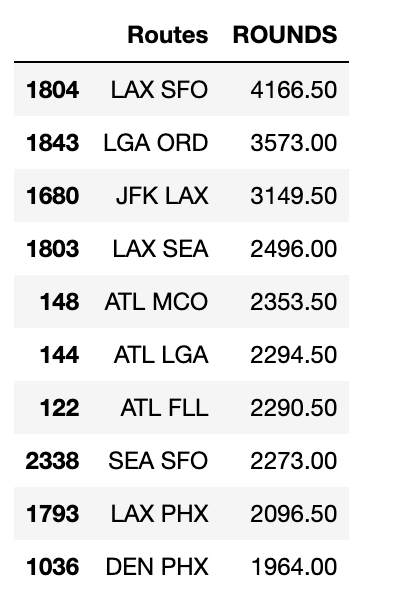 Routes ROUNDS
1804 LAX SFO 4166.50
1843 LGA ORD 3573.00
1680 JFK LAX 3149.50
1803 LAX SEA 2496.00
148 ATL MCO 2353.50
144 ATL LGA 2294.50
122 ATL FLL 2290.50
2338 SEA SFO 2273.00
1793 LAX PHX 2096.50
1036 DEN PHX 1964.00